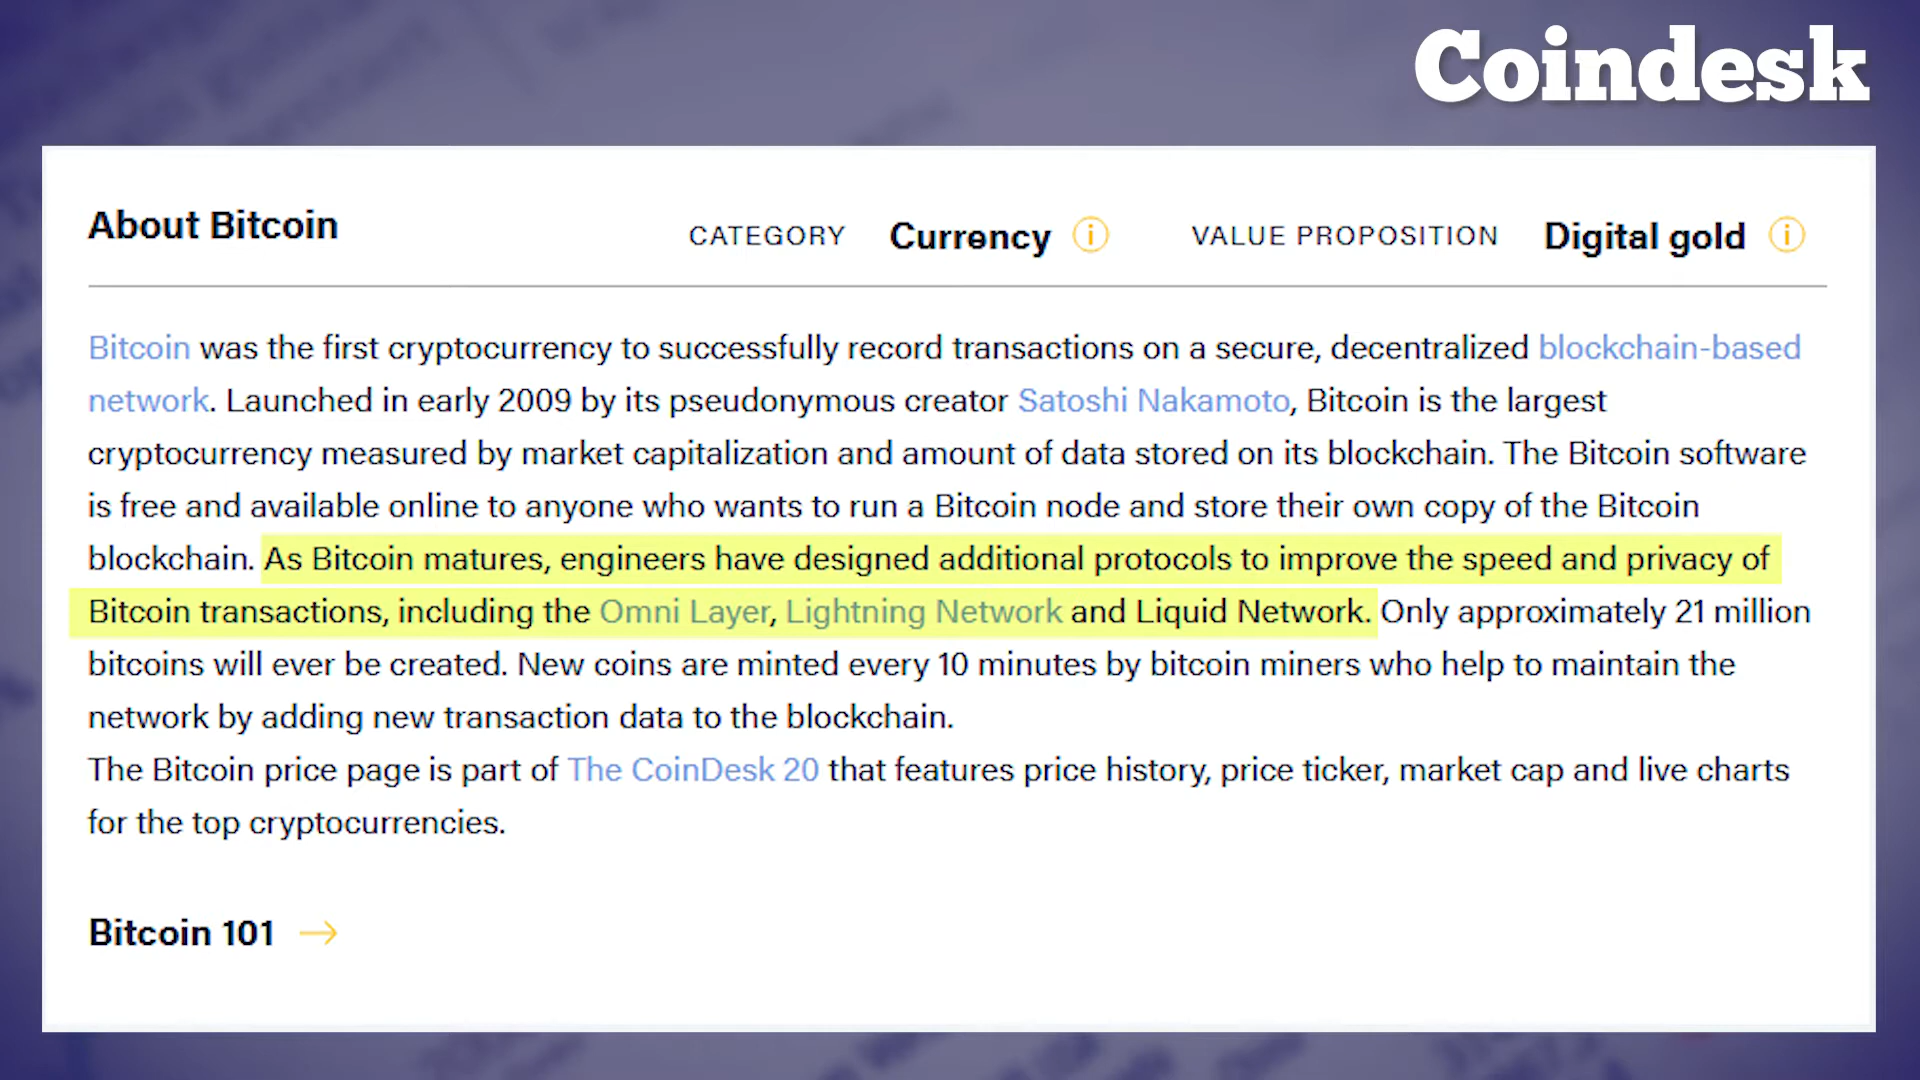 Coindesk
About Bitcoin CATEGORY Currency i VALUE PROPOSITION Digital gold i
Bitcoin was the first cryptocurrency to successfully record transactions on a secure, decentralized blockchain-based
network. Launched in early 2009 by its pseudonymous creator Satoshi Nakamoto, Bitcoin is the largest
cryptocurrency measured by market capitalization and amount of data stored on its blockchain. The Bitcoin software
is free and available online to anyone who wants to run a Bitcoin node and store their own copy of the Bitcoin
blockchain. As Bitcoin matures, engineers have designed additional protocols to improve the speed and privacy of
Bitcoin transactions, including the Omni Layer, Lightning Network and Liquid Network. Only approximately 21 million
bitcoins will ever be created. New coins are minted every 10 minutes by bitcoin miners who help to maintain the
network by adding new transaction data to the blockchain.
The Bitcoin price page is part of The CoinDesk 20 that features price history, price ticker, market cap and live charts
for the top cryptocurrencies.
Bitcoin 101 →